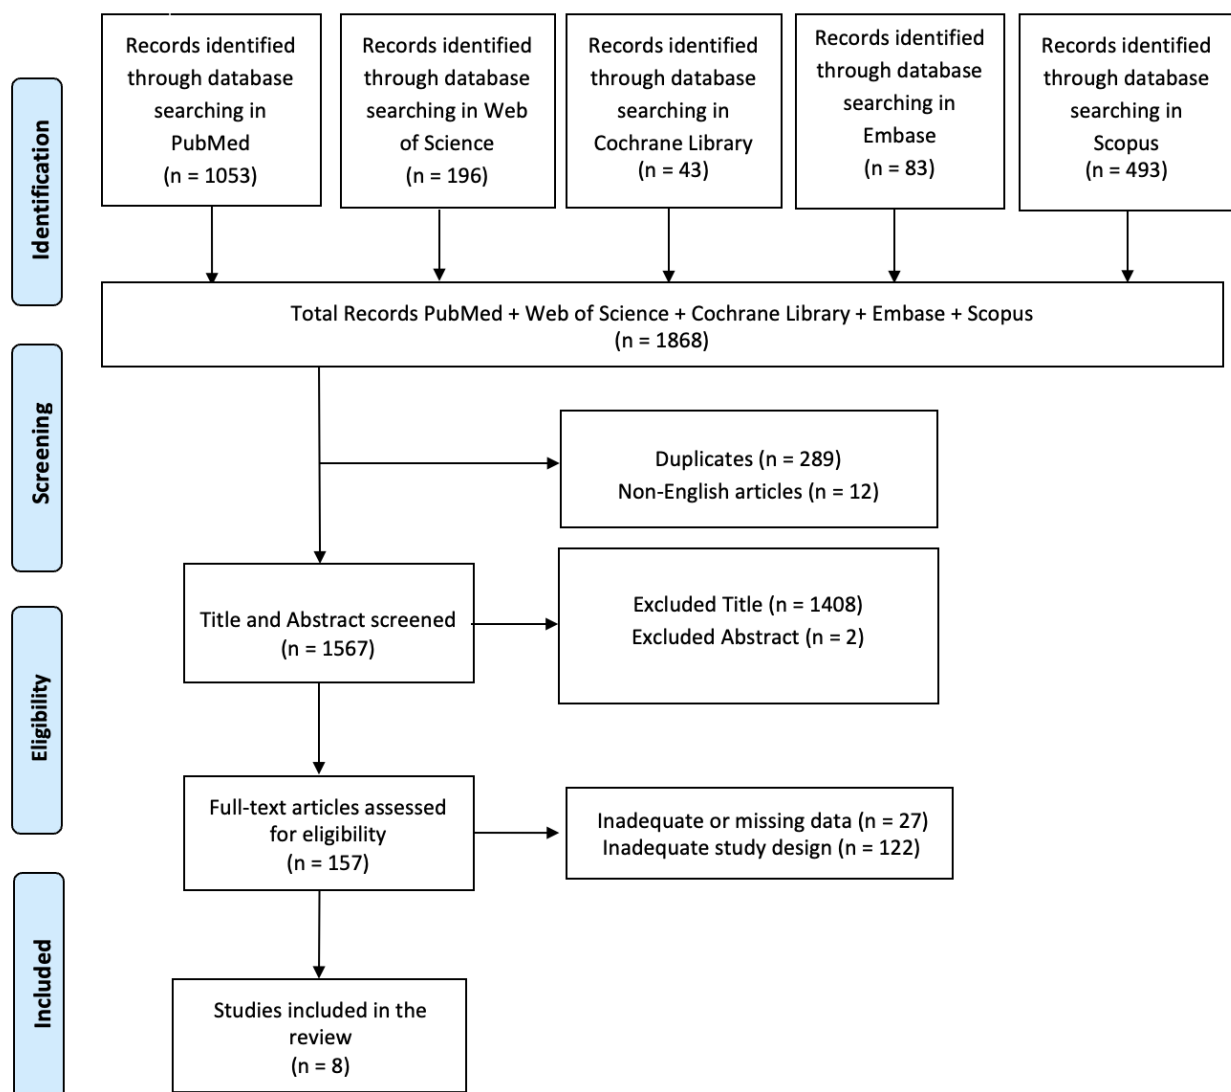 Records identified
through database
searching in
PubMed
(n = 1053)
Records identified
through database
searching in Web
of Science
(n = 196)
Records identified
through database
searching in
Cochrane Library
(n = 43)
Records identified
through database
searching in
Embase
(n = 83)
Records identified
through database
searching in
Scopus
(n = 493)
Identification
Total Records PubMed + Web of Science + Cochrane Library + Embase + Scopus
(n = 1868)
Screening
Duplicates (n = 289)
Non-English articles (n = 12)
Title and Abstract screened
(n = 1567)
Excluded Title (n = 1408)
Excluded Abstract (n = 2)
Eligibility
Full-text articles assessed
for eligibility
(n = 157)
Inadequate or missing data (n = 27)
Inadequate study design (n = 122)
Included
Studies included in the
review
(n = 8)